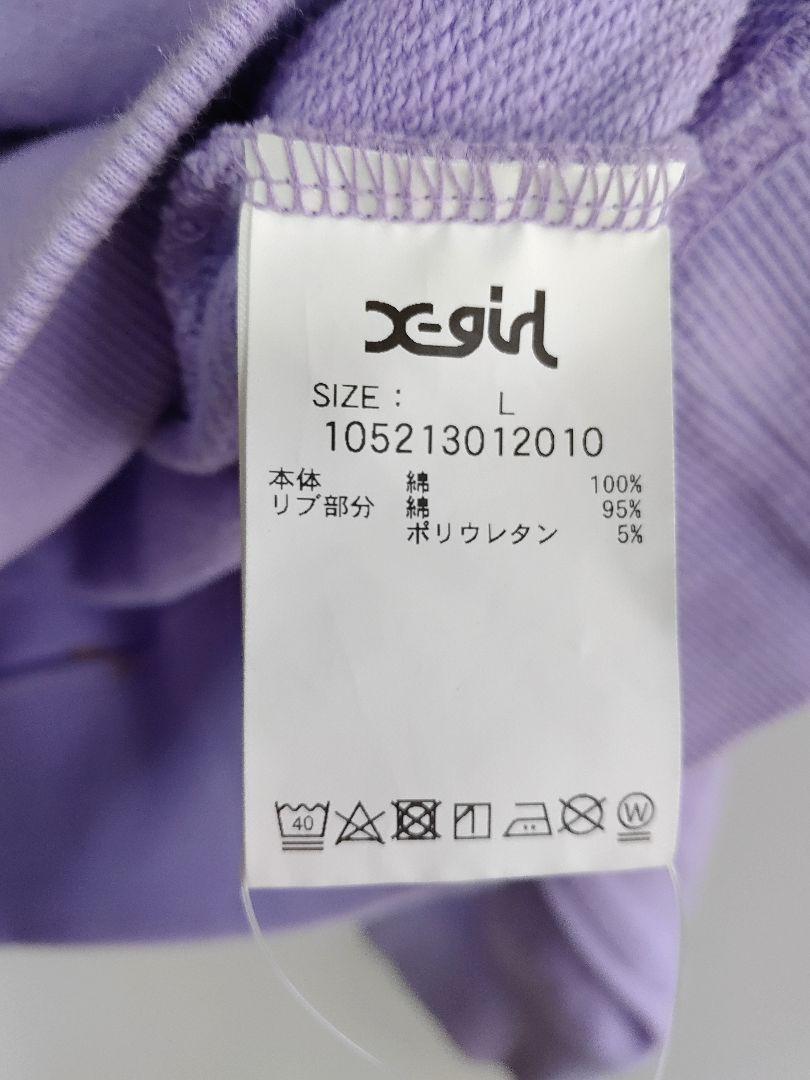 X-girl
SIZE： L
105213012010
本体 綿 100%
リブ部分 綿 95%
ポリウレタン 5%
40
W